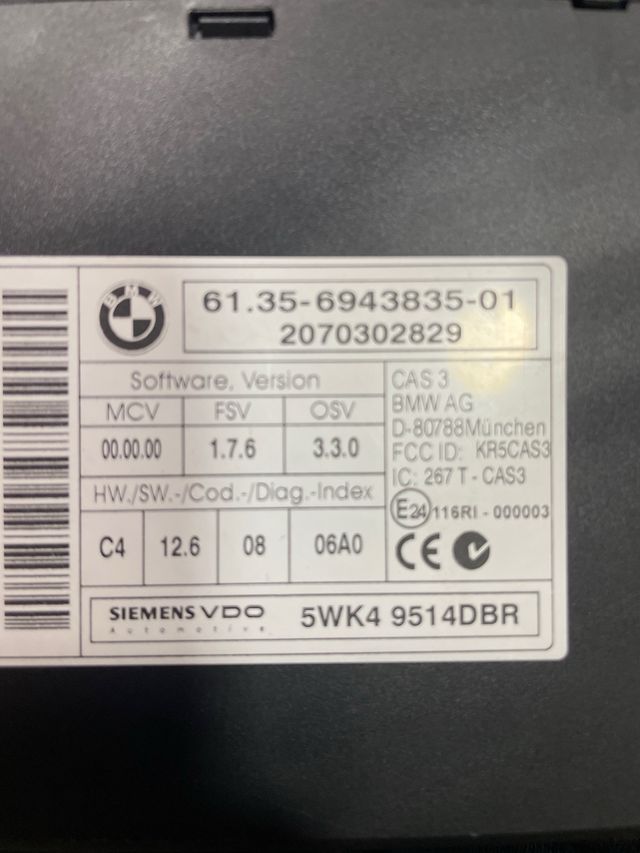 BMW
61.35-6943835-01
2070302829
Software, Version
MCV FSV OSV
00.00.00 1.7.6 3.3.0
HW./SW.-/Cod.-/Diag.-Index
C4 12.6 08 06A0
CAS 3
BMW AG
D-80788München
FCC ID: KR5CAS3
IC: 267 T - CAS3
E24 116RI - 000003
CE
SIEMENS VDO
Automotive
5WK4 9514DBR